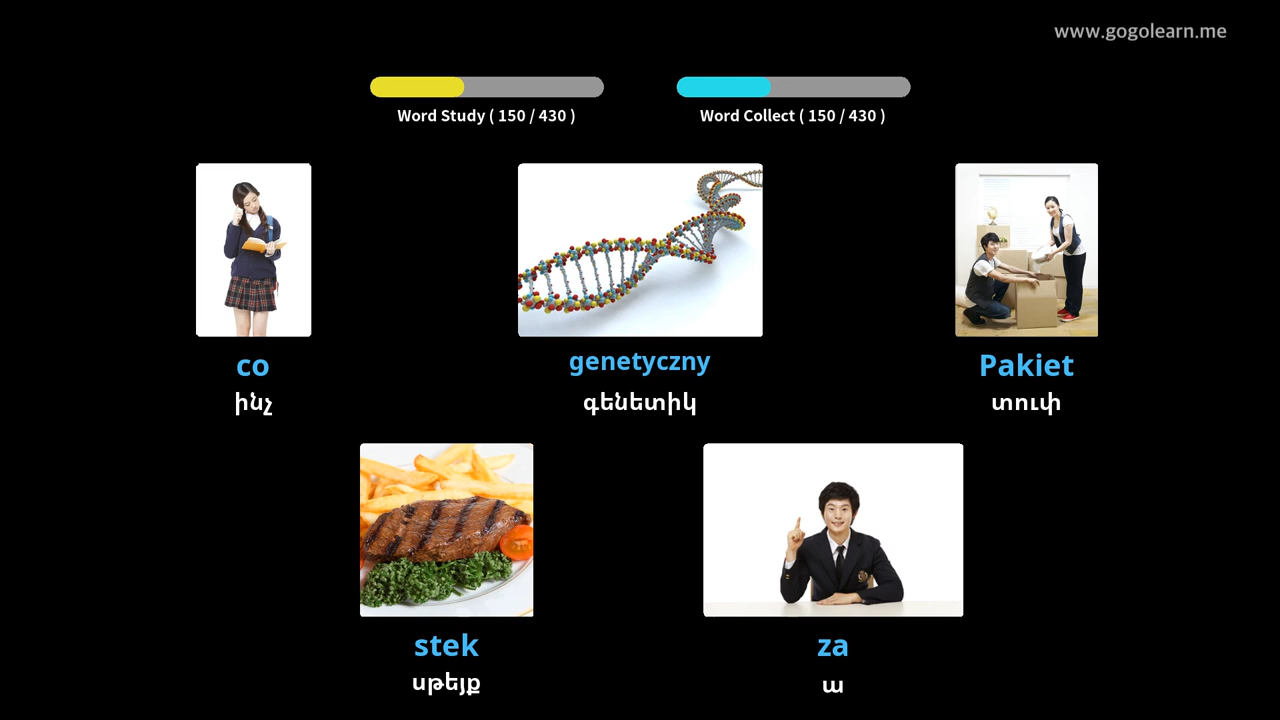 www.gogolearn.me
Word Study ( 150 / 430 )
Word Collect ( 150 / 430 )
co
ինչ
genetyczny
գենետիկ
Pakiet
տուփ
stek
սթեյք
za
ա